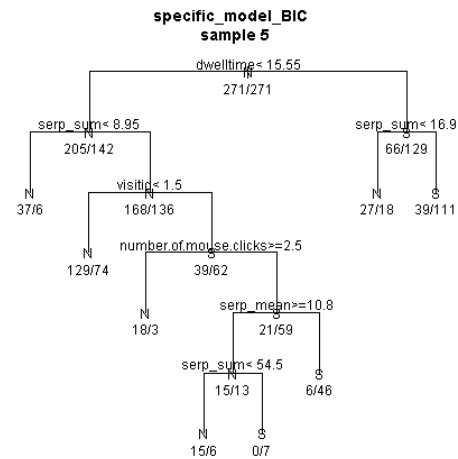 specific_model_BIC
sample 5
dwelltime< 15.55
N
271/271
serp_sum< 8.95
N
205/142
serp_sum< 16.9
S
66/129
N
37/6
visitid< 1.5
N
168/136
N
27/18
S
39/111
N
129/74
number.of.mouse.clicks>=2.5
S
39/62
N
18/3
serp_mean>=10.8
S
21/59
serp_sum< 54.5
N
15/13
S
6/46
N
15/6
S
0/7